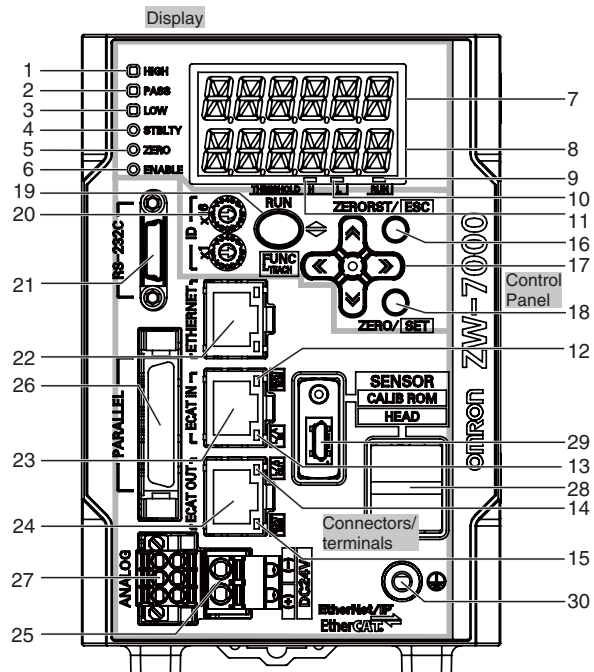 Display
1 HIGH
2 PASS
3 LOW
4 STBLTY
5 ZERO
6 ENABLE
7
8
9
10
11
THRESHOLD H L RUN
19
20
RUN
ZERORST/ESC
16
17
ID
x16
x1
FUNC
TEACH
RS-232C
21
ZW-7000
Control
Panel
18
ZERO/SET
ETHERNET
22
12
26
PARALLEL
ECAT IN
SENSOR
CALIB ROM
HEAD
OMRON
23
29
13
28
14
ECAT OUT
24
Connectors/
terminals
15
ANALOG
27
25
DC24V
30
EtherNet/IP
EtherCAT